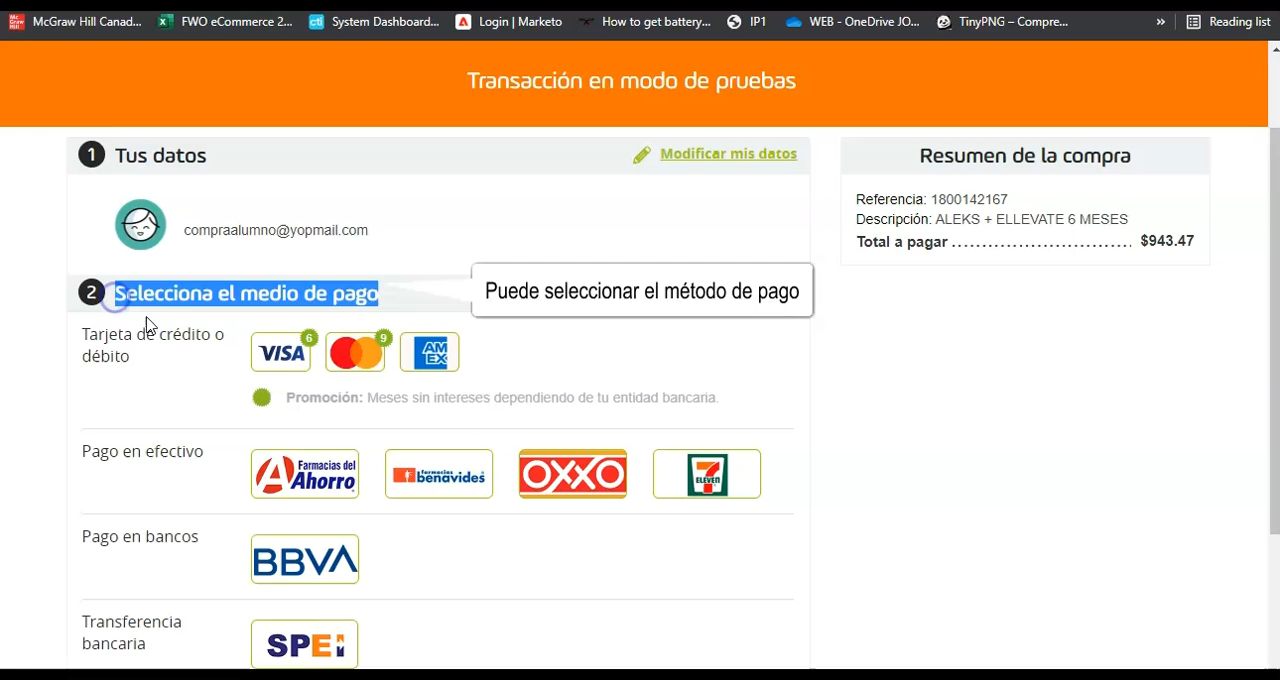 McGraw Hill Canad...
FWO eCommerce 2...
System Dashboard...
Login | Marketo
How to get battery...
IP1
WEB - OneDrive JO...
TinyPNG – Compre...
»
Reading list
Transacción en modo de pruebas
1 Tus datos
Modificar mis datos
compraalumno@yopmail.com
Resumen de la compra
Referencia: 1800142167
Descripción: ALEKS + ELLEVATE 6 MESES
Total a pagar ................................ $943.47
2 Selecciona el medio de pago
Puede seleccionar el método de pago
Tarjeta de crédito o
débito
VISA 6
9
AM
EX
Promoción: Meses sin intereses dependiendo de tu entidad bancaria.
Pago en efectivo
Farmacias del
Ahorro
farmacias
benavides
OXXO
7
ELEVEN
Pago en bancos
BBVA
Transferencia
bancaria
SPEI